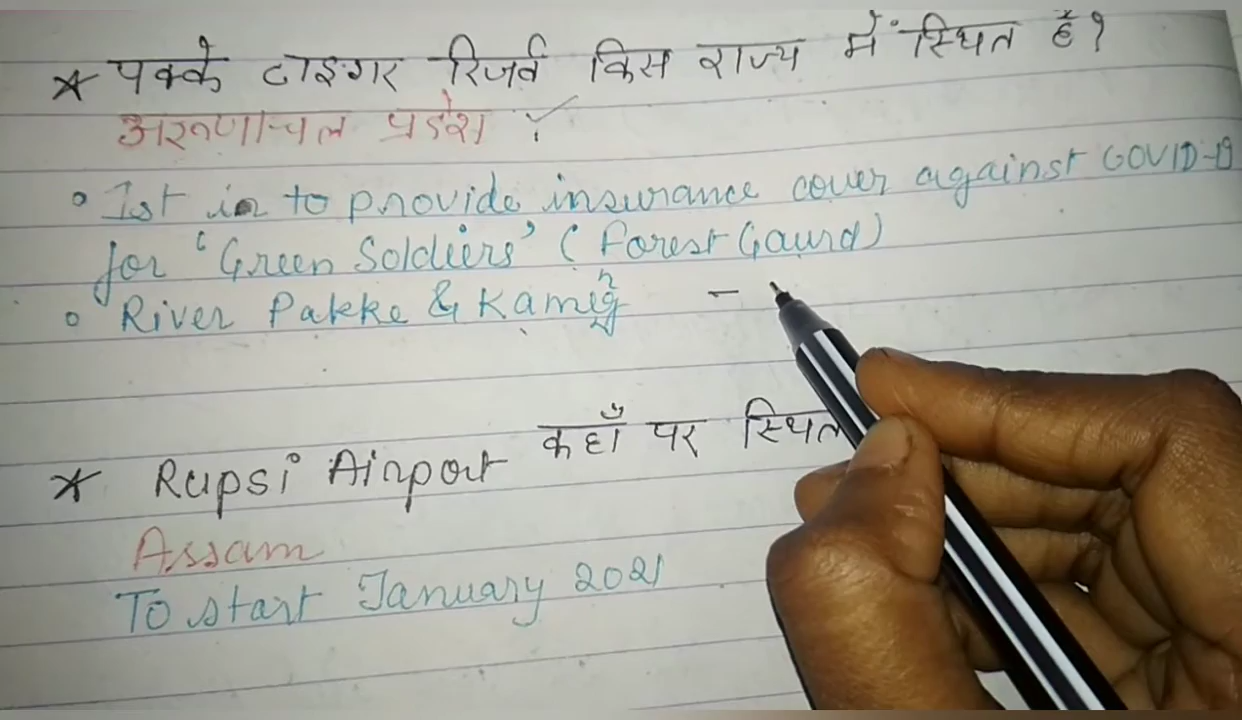 * पक्के टाइगर रिजर्व किस राज्य में स्थित है?
अरूणाचल प्रदेश ✓
• Ist in to provide insurance cover against COVID-19
for 'Green Soldiers' (Forest Gaurd)
• River Pakke & Kameng –
* Rupsi Airport कहाँ पर स्थित
Assam
To start January 2021